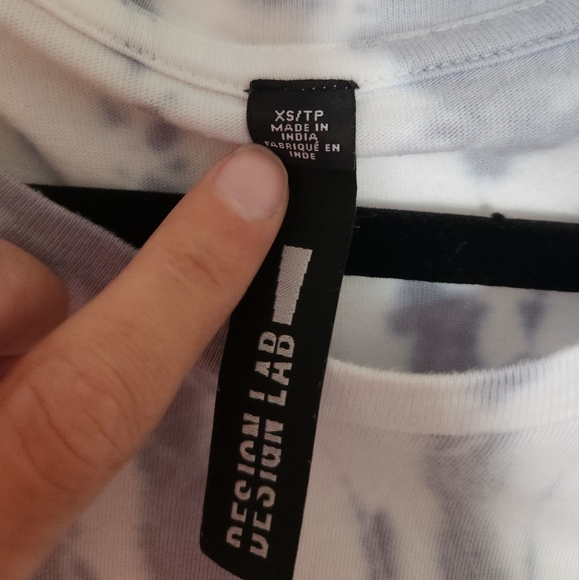 XS/TP
MADE IN
INDIA
FABRIQUÉ EN
INDE
DESIGN LAB